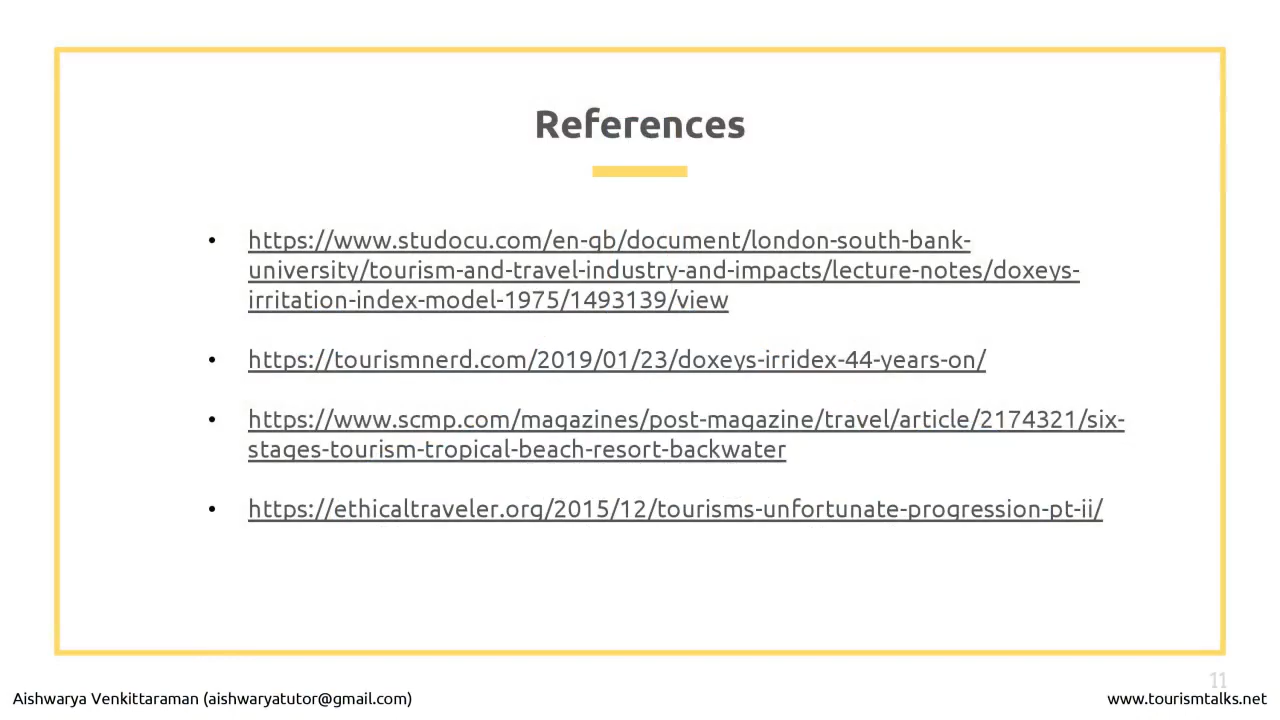 References
• https://www.studocu.com/en-gb/document/london-south-bank-
university/tourism-and-travel-industry-and-impacts/lecture-notes/doxeys-
irritation-index-model-1975/1493139/view
• https://tourismnerd.com/2019/01/23/doxeys-irridex-44-years-on/
• https://www.scmp.com/magazines/post-magazine/travel/article/2174321/six-
stages-tourism-tropical-beach-resort-backwater
• https://ethicaltraveler.org/2015/12/tourisms-unfortunate-progression-pt-ii/
11
Aishwarya Venkittaraman (aishwaryatutor@gmail.com)
www.tourismtalks.net